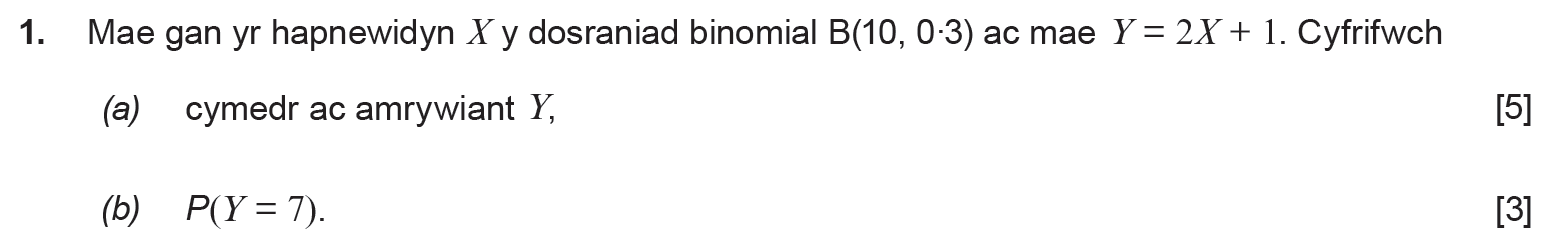 1. Mae gan yr hapnewidyn X y dosraniad binomial B(10, 0·3) ac mae Y = 2X + 1. Cyfrifwch
(a) cymedr ac amrywiant Y, [5]
(b) P(Y = 7). [3]